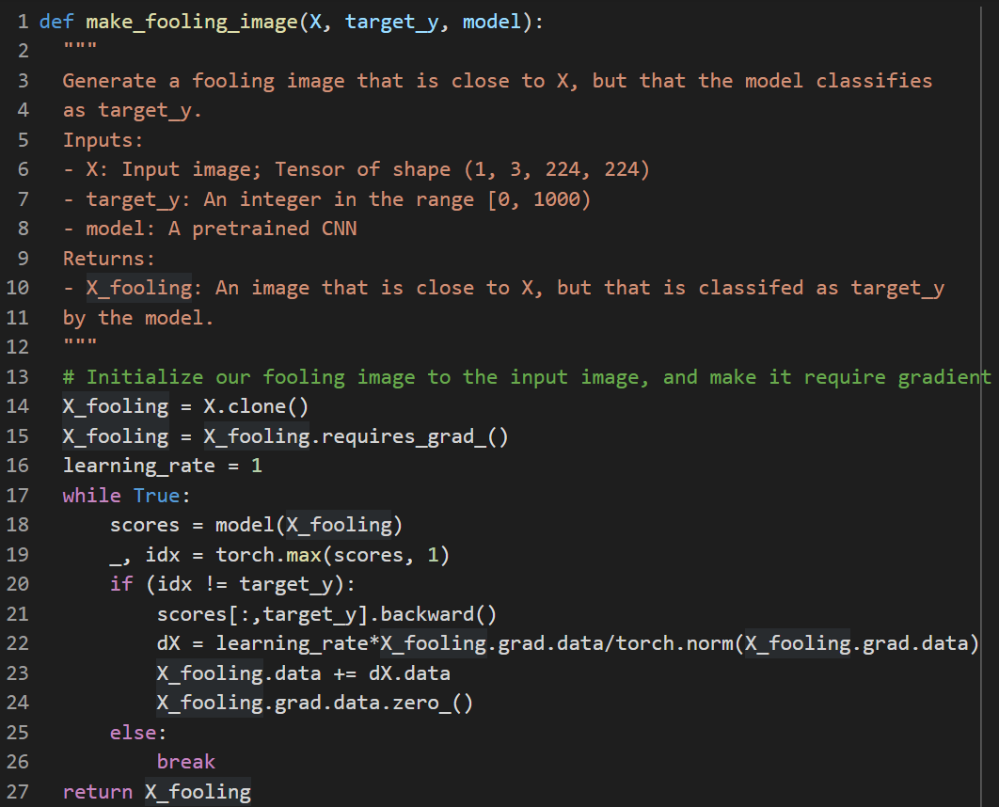 1 def make_fooling_image(X, target_y, model):
2 """
3 Generate a fooling image that is close to X, but that the model classifies
4 as target_y.
5 Inputs:
6 - X: Input image; Tensor of shape (1, 3, 224, 224)
7 - target_y: An integer in the range [0, 1000)
8 - model: A pretrained CNN
9 Returns:
10 - X_fooling: An image that is close to X, but that is classifed as target_y
11 by the model.
12 """
13 # Initialize our fooling image to the input image, and make it require gradient
14 X_fooling = X.clone()
15 X_fooling = X_fooling.requires_grad_()
16 learning_rate = 1
17 while True:
18 scores = model(X_fooling)
19 _, idx = torch.max(scores, 1)
20 if (idx != target_y):
21 scores[:,target_y].backward()
22 dX = learning_rate*X_fooling.grad.data/torch.norm(X_fooling.grad.data)
23 X_fooling.data += dX.data
24 X_fooling.grad.data.zero_()
25 else:
26 break
27 return X_fooling